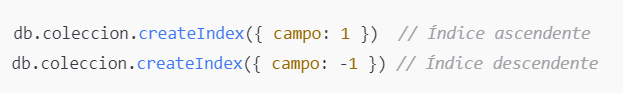 db.coleccion.createIndex({ campo: 1 })  // Índice ascendente
db.coleccion.createIndex({ campo: -1 }) // Índice descendente